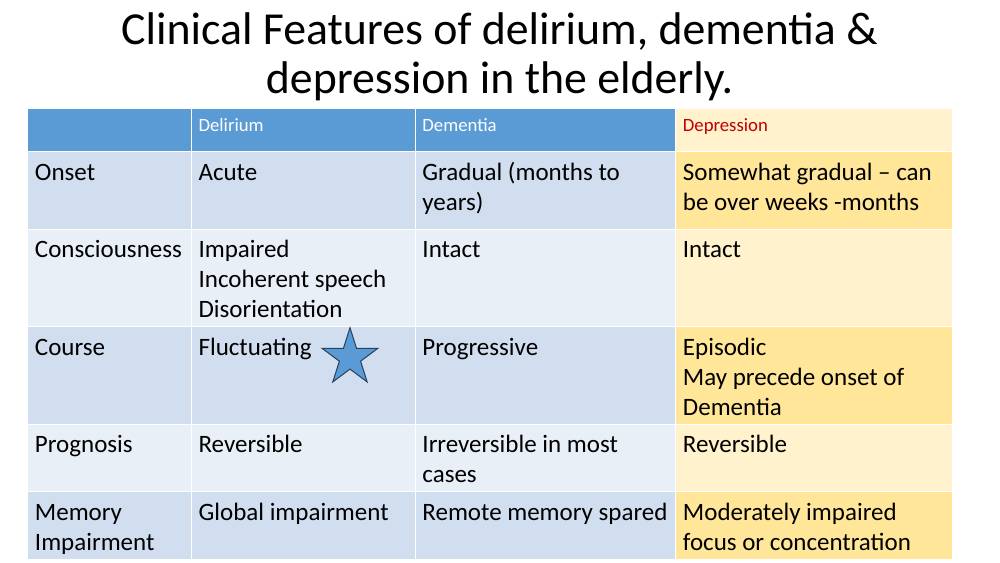 Clinical Features of delirium, dementia &
depression in the elderly.
Delirium Dementia Depression
Onset Acute Gradual (months to Somewhat gradual – can
years) be over weeks -months
Consciousness Impaired Intact Intact
Incoherent speech
Disorientation
Course Fluctuating Progressive Episodic
May precede onset of
Dementia
Prognosis Reversible Irreversible in most Reversible
cases
Memory Global impairment Remote memory spared Moderately impaired
Impairment focus or concentration